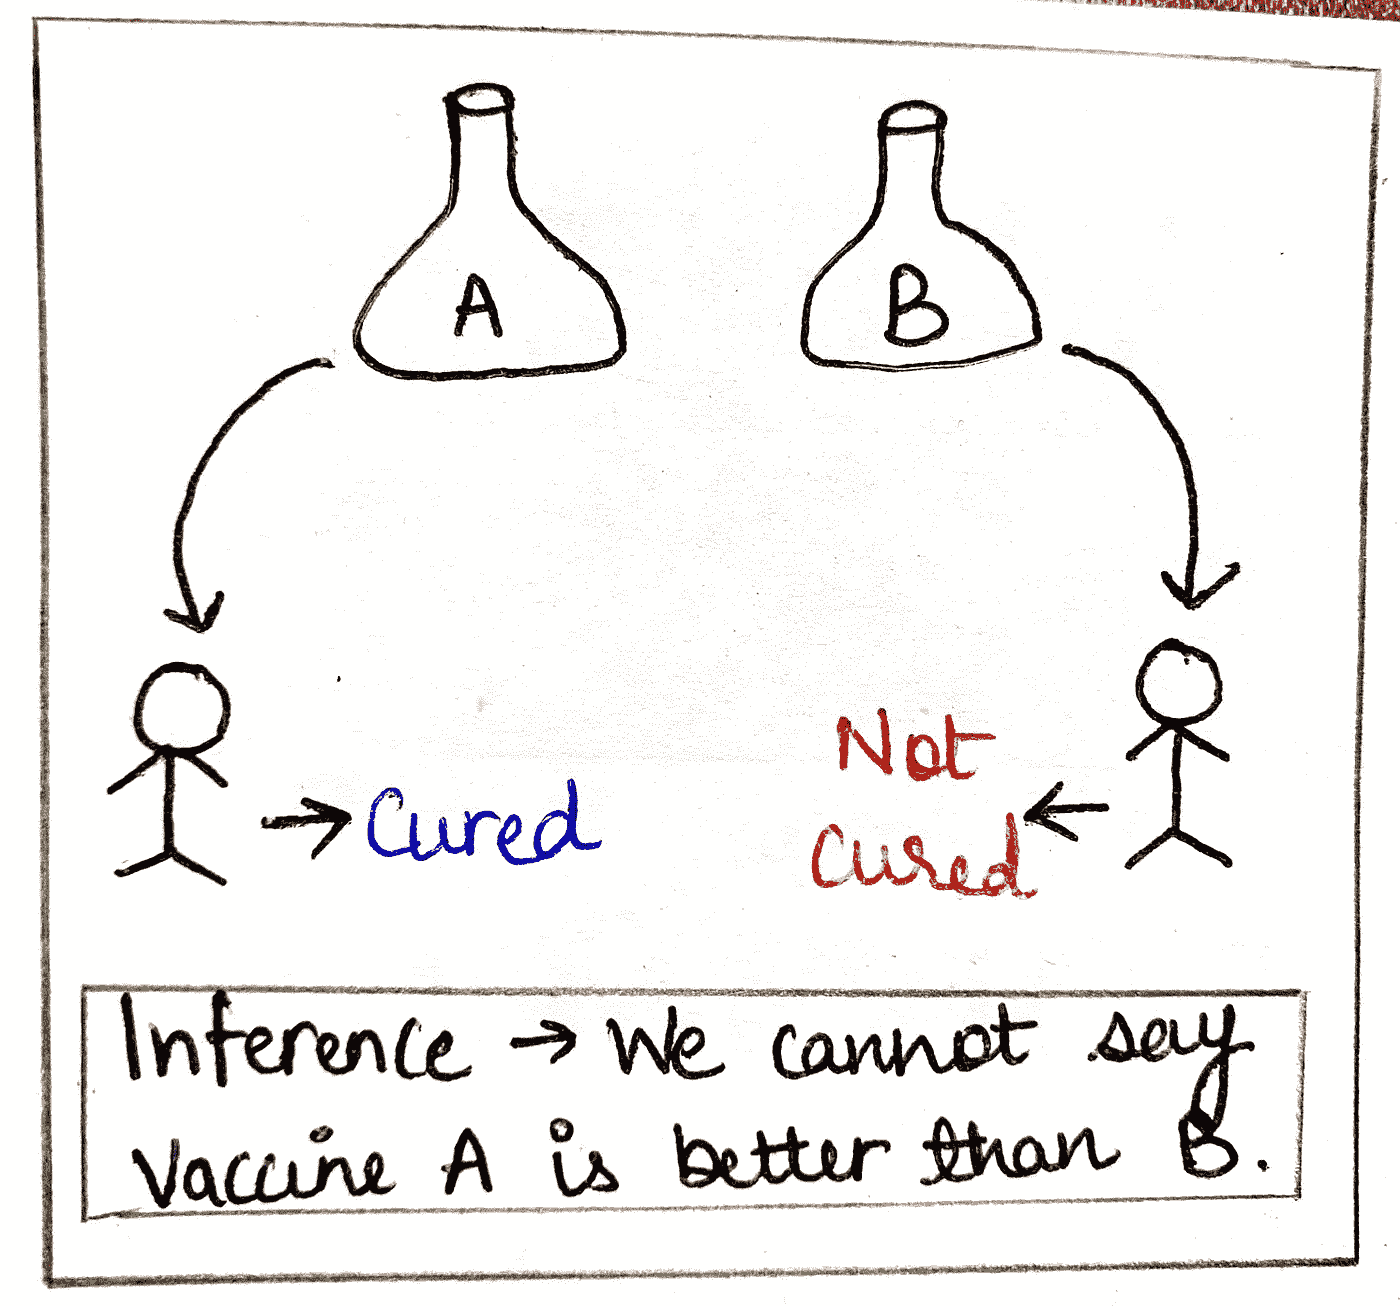 A
B
Cured
Not
Cured
Inference → We cannot say
Vaccine A is better than B.